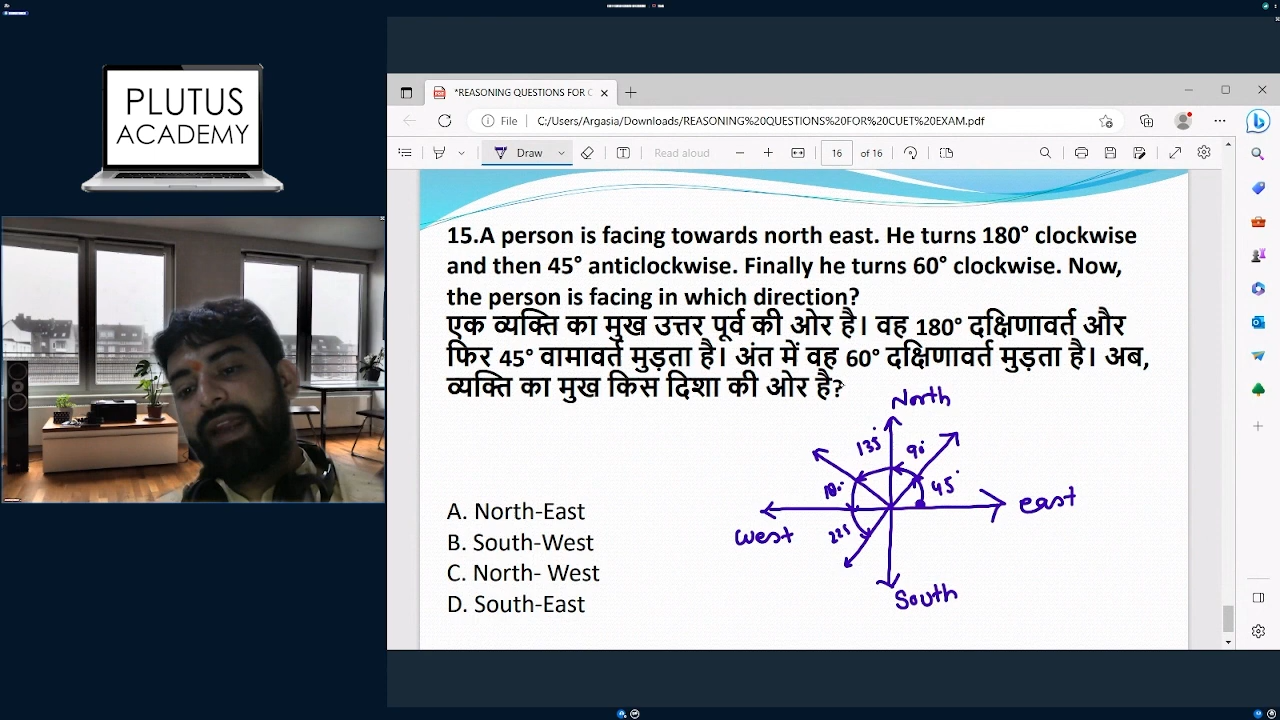 PLUTUS
ACADEMY
*REASONING QUESTIONS FOR C
File
C:/Users/Argasia/Downloads/REASONING%20QUESTIONS%20FOR%20CUET%20EXAM.pdf
Draw
Read aloud
16
of 16
15.A person is facing towards north east. He turns 180° clockwise
and then 45° anticlockwise. Finally he turns 60° clockwise. Now,
the person is facing in which direction?
एक व्यक्ति का मुख उत्तर पूर्व की ओर है। वह 180° दक्षिणावर्त और
फिर 45° वामावर्त मुड़ता है। अंत में वह 60° दक्षिणावर्त मुड़ता है। अब,
व्यक्ति का मुख किस दिशा की ओर है?
North
135°
90°
180°
45°
east
West
225
South
A. North-East
B. South-West
C. North- West
D. South-East